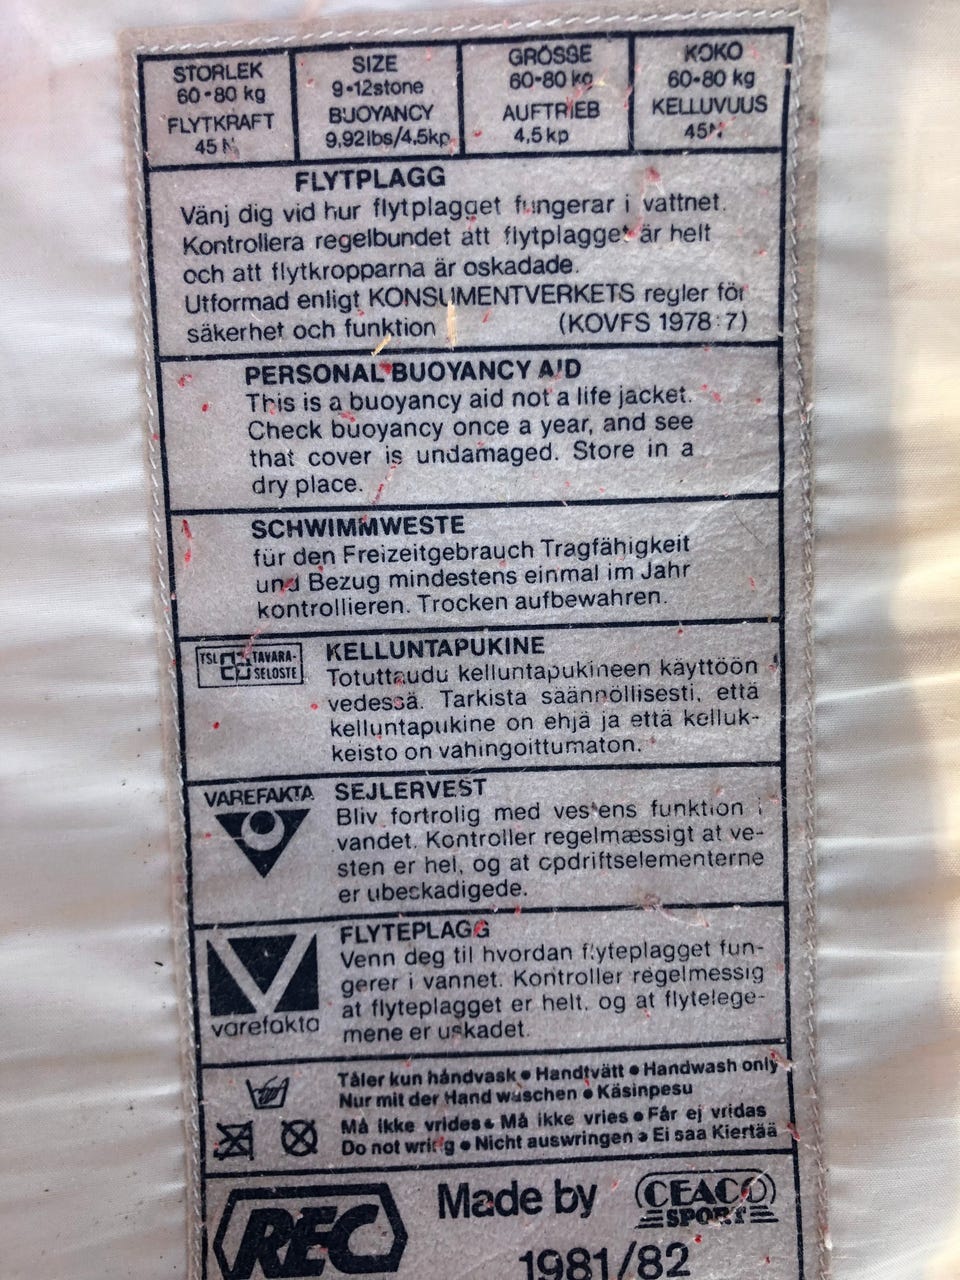 STORLEK
60-80 kg
FLYTKRAFT
45 N
SIZE
9-12stone
BUOYANCY
9,92lbs/4,5kp
GRÖSSE
60-80 kg
AUFTRIEB
4,5 kp
KOKO
60-80 kg
KELLUVUUS
45N
FLYTPLAGG
Vänj dig vid hur flytplagget fungerar i vattnet.
Kontrollera regelbundet att flytplagget är helt
och att flytkropparna är oskadade.
Utformad enligt KONSUMENTVERKETS regler för
säkerhet och funktion (KOVFS 1978:7)
PERSONAL BUOYANCY AID
This is a buoyancy aid not a life jacket.
Check buoyancy once a year, and see
that cover is undamaged. Store in a
dry place.
SCHWIMMWESTE
für den Freizeitgebrauch Tragfähigkeit
und Bezug mindestens einmal im Jahr
kontrollieren. Trocken aufbewahren.
TSL TAVARA-
SELOSTE
KELLUNTAPUKINE
Totuttaudu kelluntapukineen käyttöön
vedessä. Tarkista säännöllisesti, että
kelluntapukine on ehjä ja että kelluk-
keisto on vahingoittumaton.
VAREFAKTA
SEJLERVEST
Bliv fortrolig med vestens funktion i
vandet. Kontroller regelmæssigt at ve-
sten er hel, og at opdriftselementerne
er ubeskadigede.
varefakta
FLYTEPLAGG
Venn deg til hvordan flyteplagget fun-
gerer i vannet. Kontroller regelmessig
at flyteplagget er helt, og at flytelege-
mene er uskadet.
Tåler kun håndvask • Handtvätt • Handwash only
Nur mit der Hand waschen • Käsinpesu
Må ikke vrides • Må ikke vries • Får ej vridas
Do not wring • Nicht auswringen • Ei saa Kiertää
REC
Made by
CEACO
SPORT
1981/82